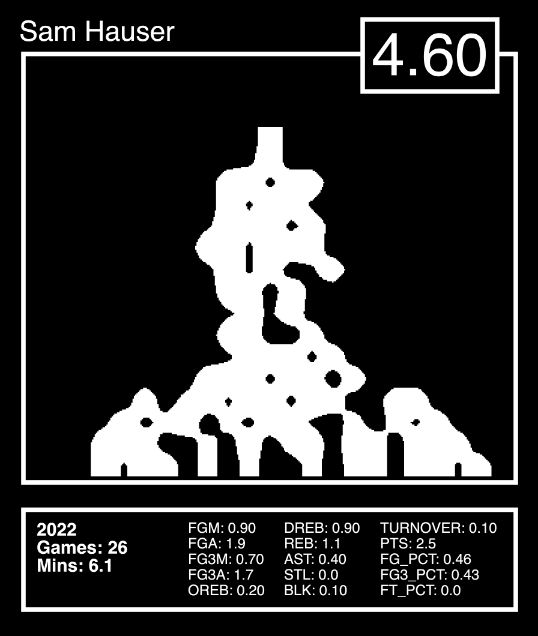 Sam Hauser
4.60
2022
Games: 26
Mins: 6.1
FGM: 0.90
FGA: 1.9
FG3M: 0.70
FG3A: 1.7
OREB: 0.20
DREB: 0.90
REB: 1.1
AST: 0.40
STL: 0.0
BLK: 0.10
TURNOVER: 0.10
PTS: 2.5
FG_PCT: 0.46
FG3_PCT: 0.43
FT_PCT: 0.0